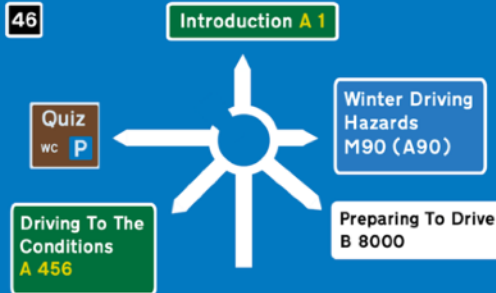 46
Introduction A 1
Quiz
WC P
Winter Driving
Hazards
M90 (A90)
Driving To The
Conditions
A 456
Preparing To Drive
B 8000